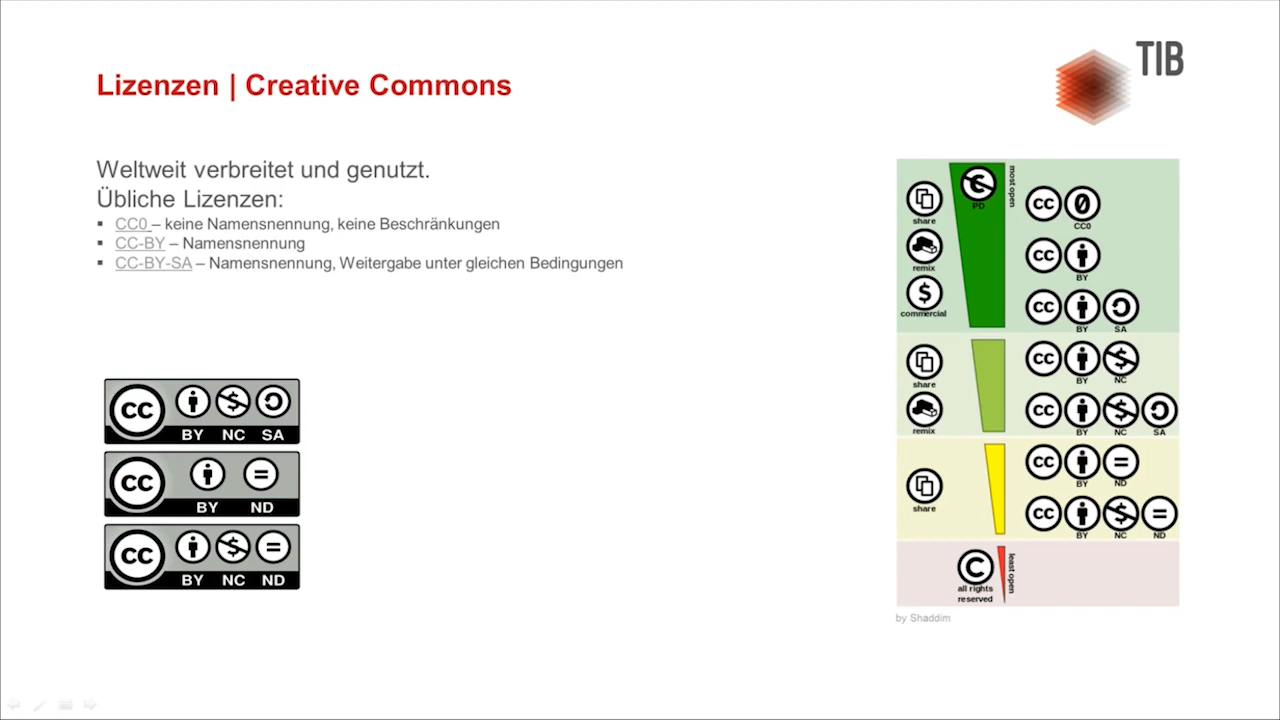 Lizenzen | Creative Commons
TIB
Weltweit verbreitet und genutzt.
Übliche Lizenzen:
▪ CC0 – keine Namensnennung, keine Beschränkungen
▪ CC-BY – Namensnennung
▪ CC-BY-SA – Namensnennung, Weitergabe unter gleichen Bedingungen
CC
BY NC SA
CC
BY ND
CC
BY NC ND
most open
PD
share
remix
commercial
CC
CC0
CC
BY
CC
BY SA
share
remix
CC
BY NC
CC
BY NC SA
share
CC
BY ND
CC
BY NC ND
least open
all rights
reserved
by Shaddim